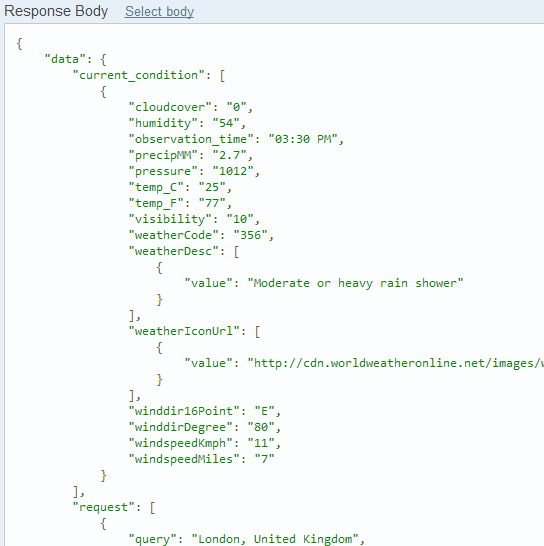 Response Body Select body
{
"data": {
"current_condition": [
{
"cloudcover": "0",
"humidity": "54",
"observation_time": "03:30 PM",
"precipMM": "2.7",
"pressure": "1012",
"temp_C": "25",
"temp_F": "77",
"visibility": "10",
"weatherCode": "356",
"weatherDesc": [
{
"value": "Moderate or heavy rain shower"
}
],
"weatherIconUrl": [
{
"value": "http://cdn.worldweatheronline.net/images/w
}
],
"winddir16Point": "E",
"winddirDegree": "80",
"windspeedKmph": "11",
"windspeedMiles": "7"
}
],
"request": [
{
"query": "London, United Kingdom",